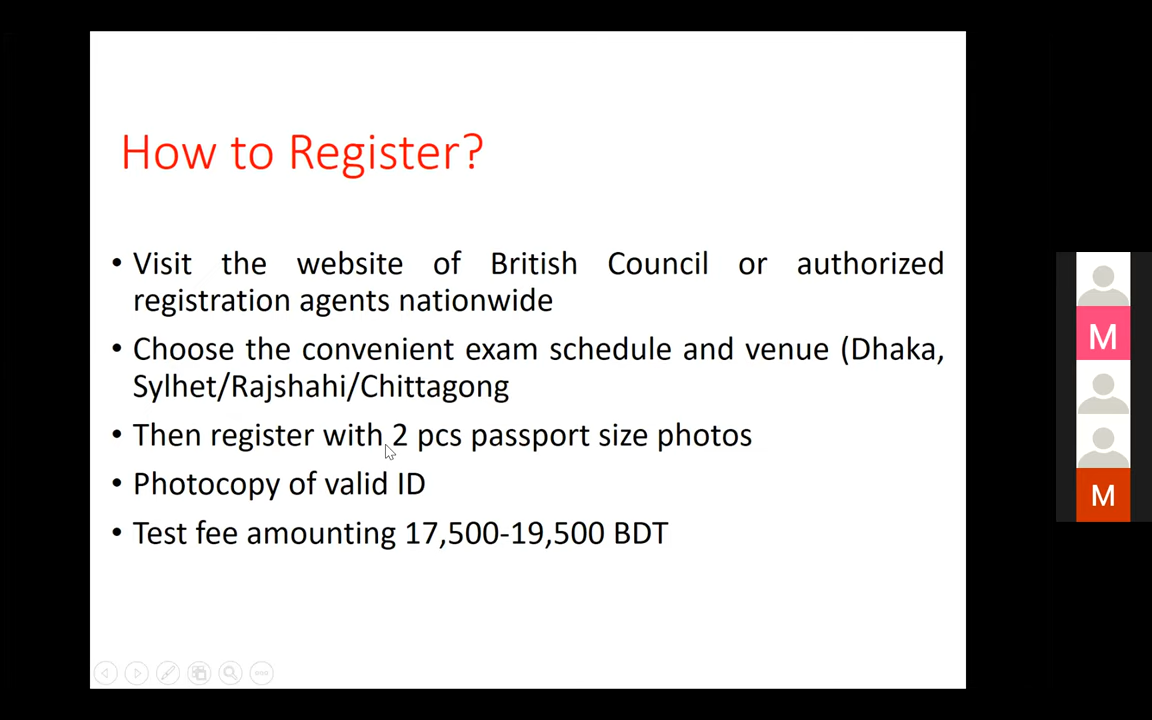 How to Register?
• Visit the website of British Council or authorized
registration agents nationwide
• Choose the convenient exam schedule and venue (Dhaka,
Sylhet/Rajshahi/Chittagong
• Then register with 2 pcs passport size photos
• Photocopy of valid ID
• Test fee amounting 17,500-19,500 BDT
M
M